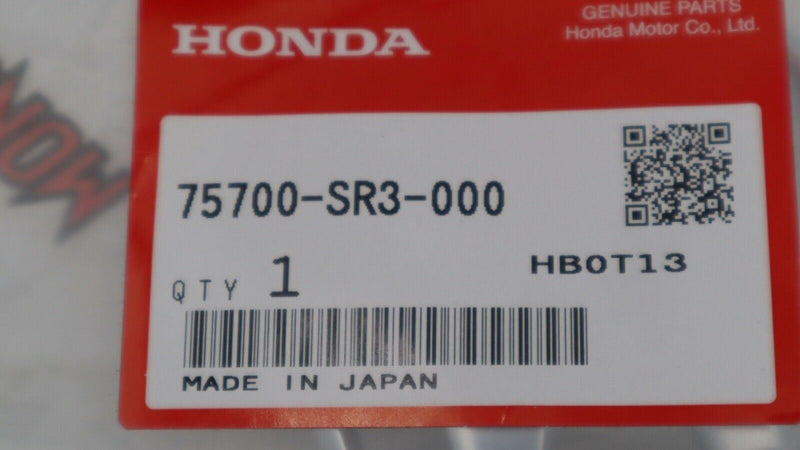 HONDA
GENUINE PARTS
Honda Motor Co., Ltd.
75700-SR3-000
HB0T13
QTY 1
MADE IN JAPAN